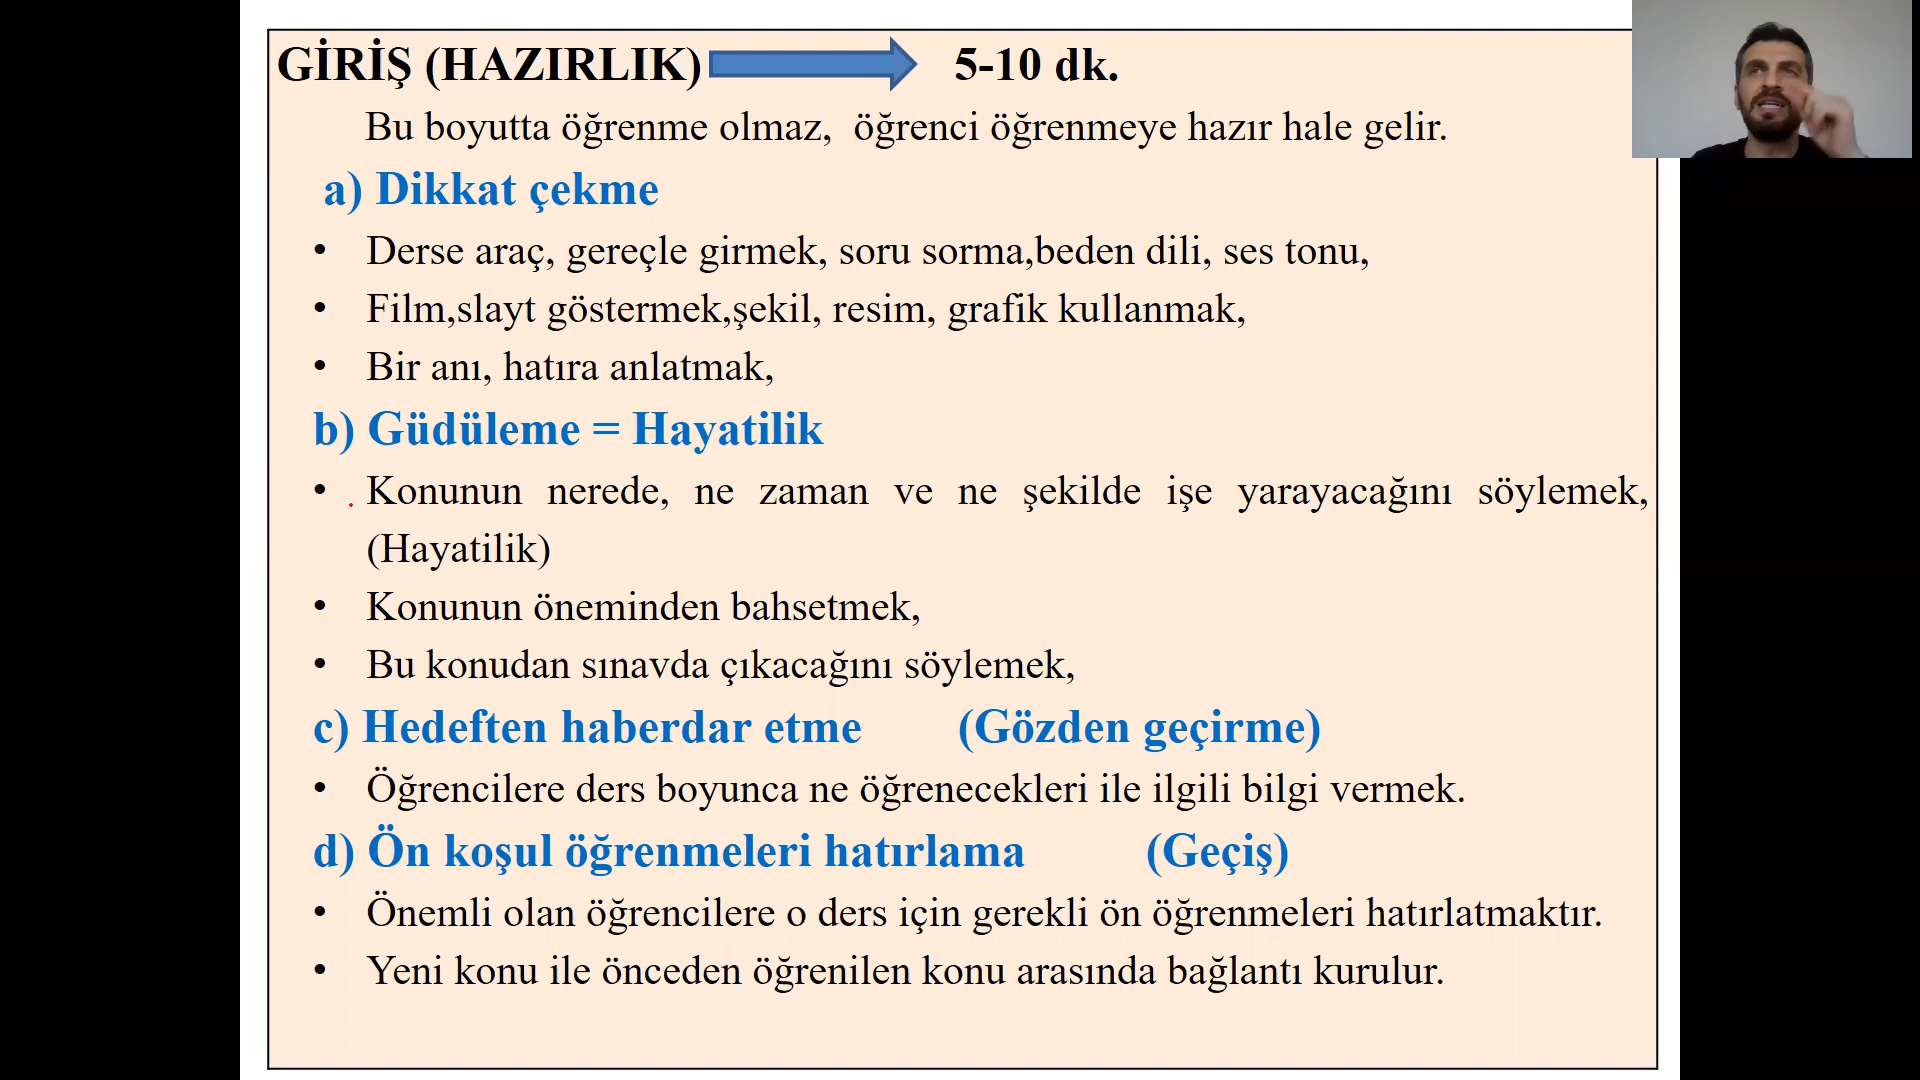 GİRİŞ (HAZIRLIK) 5-10 dk.
Bu boyutta öğrenme olmaz, öğrenci öğrenmeye hazır hale gelir.
a) Dikkat çekme
• Derse araç, gereçle girmek, soru sorma,beden dili, ses tonu,
• Film,slayt göstermek,şekil, resim, grafik kullanmak,
• Bir anı, hatıra anlatmak,
b) Güdüleme = Hayatilik
• Konunun nerede, ne zaman ve ne şekilde işe yarayacağını söylemek,
(Hayatilik)
• Konunun öneminden bahsetmek,
• Bu konudan sınavda çıkacağını söylemek,
c) Hedeften haberdar etme (Gözden geçirme)
• Öğrencilere ders boyunca ne öğrenecekleri ile ilgili bilgi vermek.
d) Ön koşul öğrenmeleri hatırlama (Geçiş)
• Önemli olan öğrencilere o ders için gerekli ön öğrenmeleri hatırlatmaktır.
• Yeni konu ile önceden öğrenilen konu arasında bağlantı kurulur.